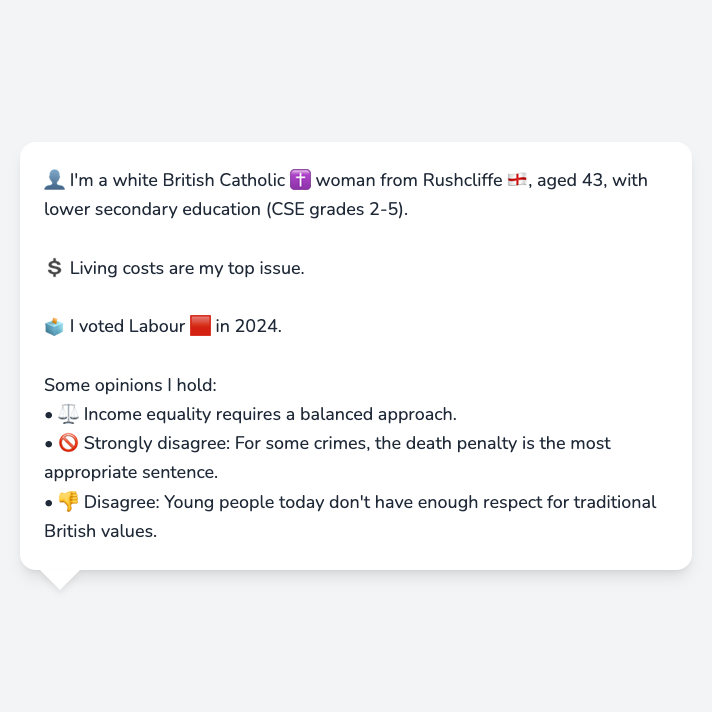 👤 I'm a white British Catholic ✝️ woman from Rushcliffe 🏴󠁧󠁢󠁥󠁮󠁧󠁿, aged 43, with
lower secondary education (CSE grades 2-5).
💲 Living costs are my top issue.
🗳️ I voted Labour 🟥 in 2024.
Some opinions I hold:
• ⚖️ Income equality requires a balanced approach.
• 🚫 Strongly disagree: For some crimes, the death penalty is the most
appropriate sentence.
• 👎 Disagree: Young people today don't have enough respect for traditional
British values.